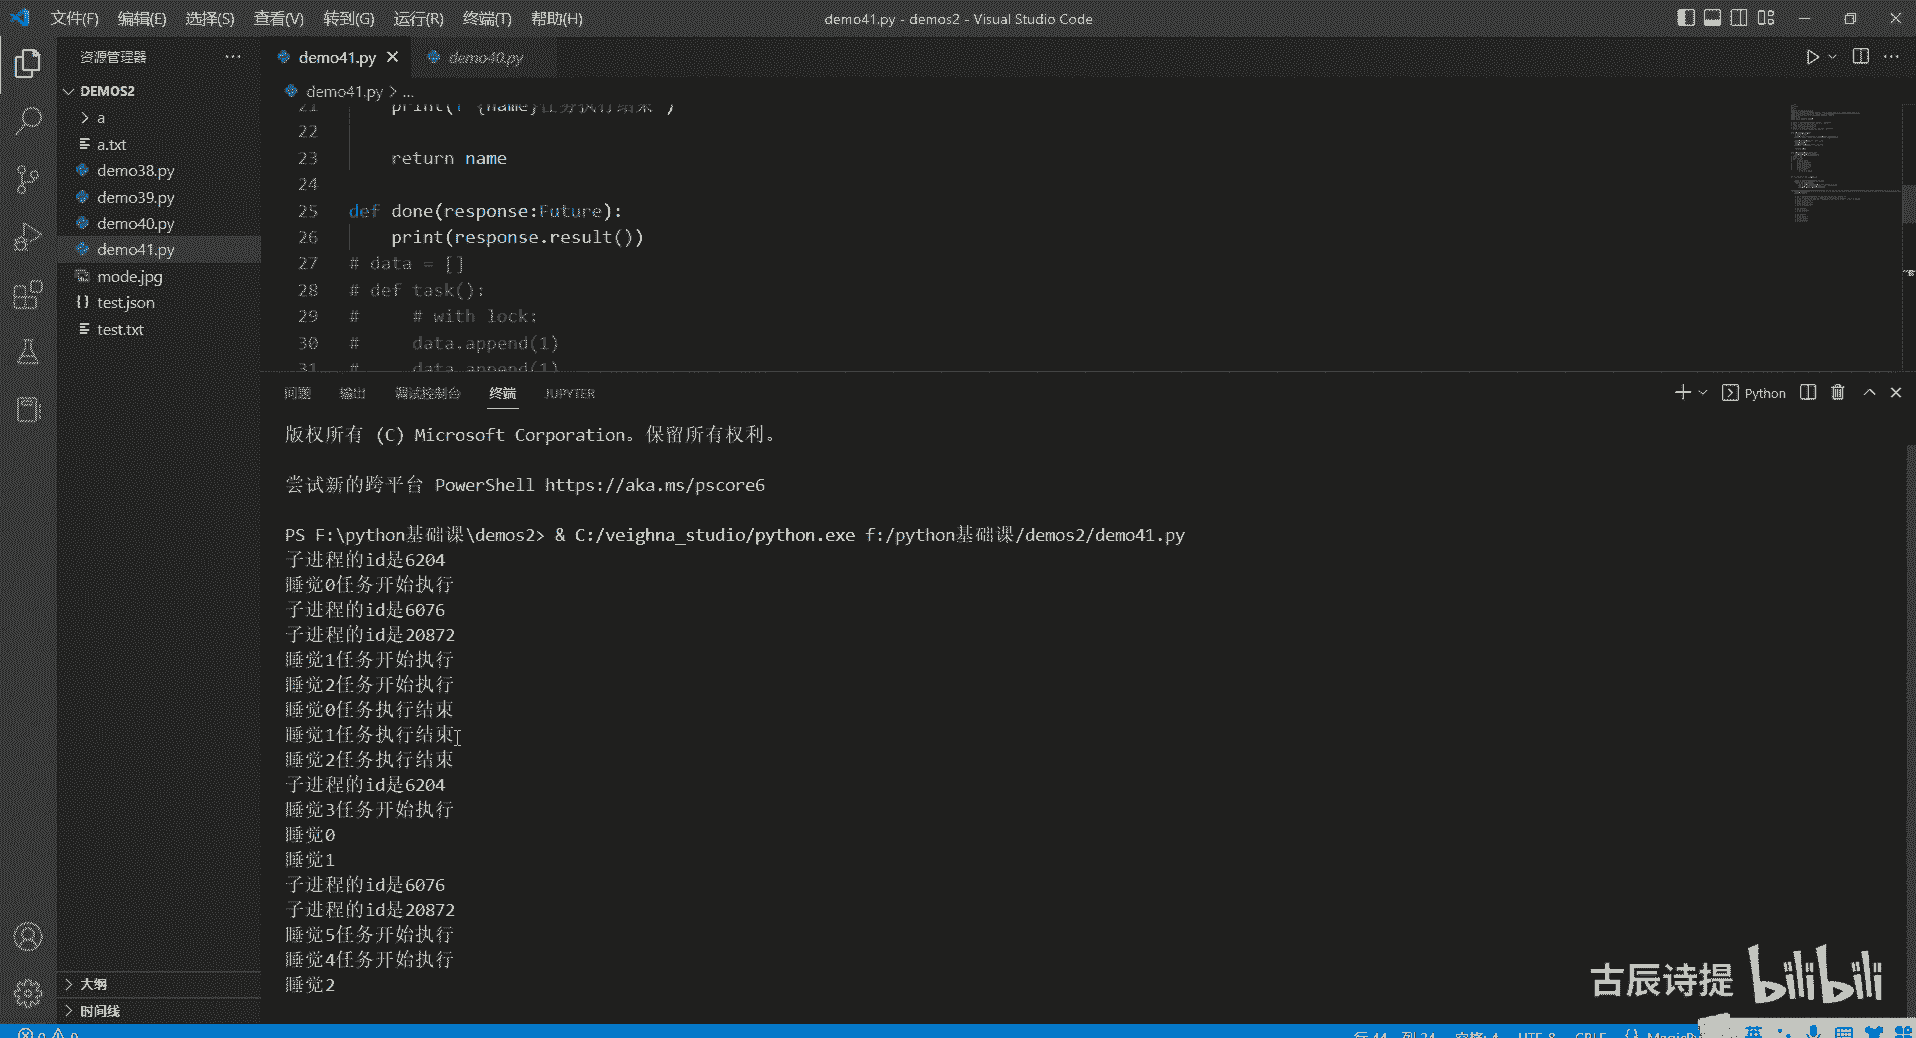 文件(F) 编辑(E) 选择(S) 查看(V) 转到(G) 运行(R) 终端(T) 帮助(H)
demo41.py - demos2 - Visual Studio Code
资源管理器
DEMOS2
a
a.txt
demo38.py
demo39.py
demo40.py
demo41.py
mode.jpg
test.json
test.txt
大纲
时间线
demo41.py demo40.py
demo41.py > ...
21 print(f"{name}任务执行结束")
22
23 return name
24
25 def done(response:Future):
26 print(response.result())
27 # data = []
28 # def task():
29 # # with lock:
30 # data.append(1)
31 # data.append(1)
问题 输出 调试控制台 终端 JUPYTER
Python
版权所有 (C) Microsoft Corporation。保留所有权利。
尝试新的跨平台 PowerShell https://aka.ms/pscore6
PS F:\python基础课\demos2> & C:/veighna_studio/python.exe f:/python基础课/demos2/demo41.py
子进程的id是6204
睡觉0任务开始执行
子进程的id是6076
子进程的id是20872
睡觉1任务开始执行
睡觉2任务开始执行
睡觉0任务执行结束
睡觉1任务执行结束
睡觉2任务执行结束
子进程的id是6204
睡觉3任务开始执行
睡觉0
睡觉1
子进程的id是6076
子进程的id是20872
睡觉5任务开始执行
睡觉4任务开始执行
睡觉2
古辰诗提 bilibili
行 44 列 24 空格: 4 UTF-8 CRLF
英